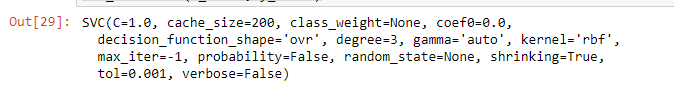 Out[29]: SVC(C=1.0, cache_size=200, class_weight=None, coef0=0.0,
decision_function_shape='ovr', degree=3, gamma='auto', kernel='rbf',
max_iter=-1, probability=False, random_state=None, shrinking=True,
tol=0.001, verbose=False)